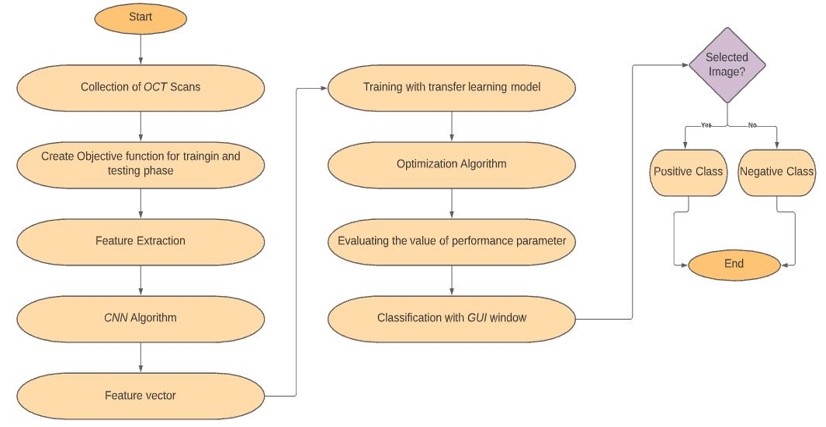 Start
Collection of OCT Scans
Create Objective function for traingin and
testing phase
Feature Extraction
CNN Algorithm
Feature vector
Training with transfer learning model
Optimization Algorithm
Evaluating the value of performance parameter
Classification with GUI window
Selected
Image?
Yes
No
Positive Class
Negative Class
End